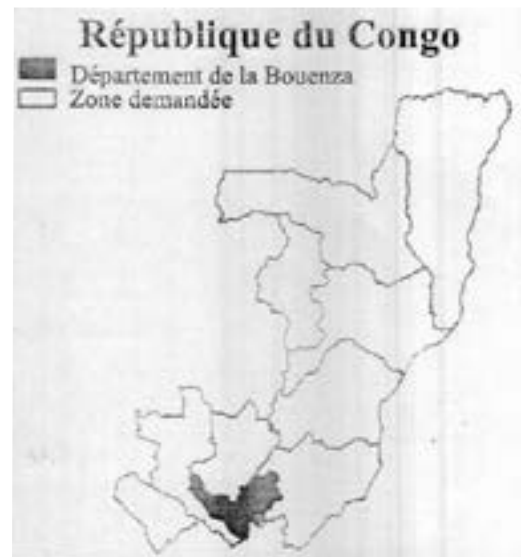 République du Congo
Département de la Bouenza
Zone demandée